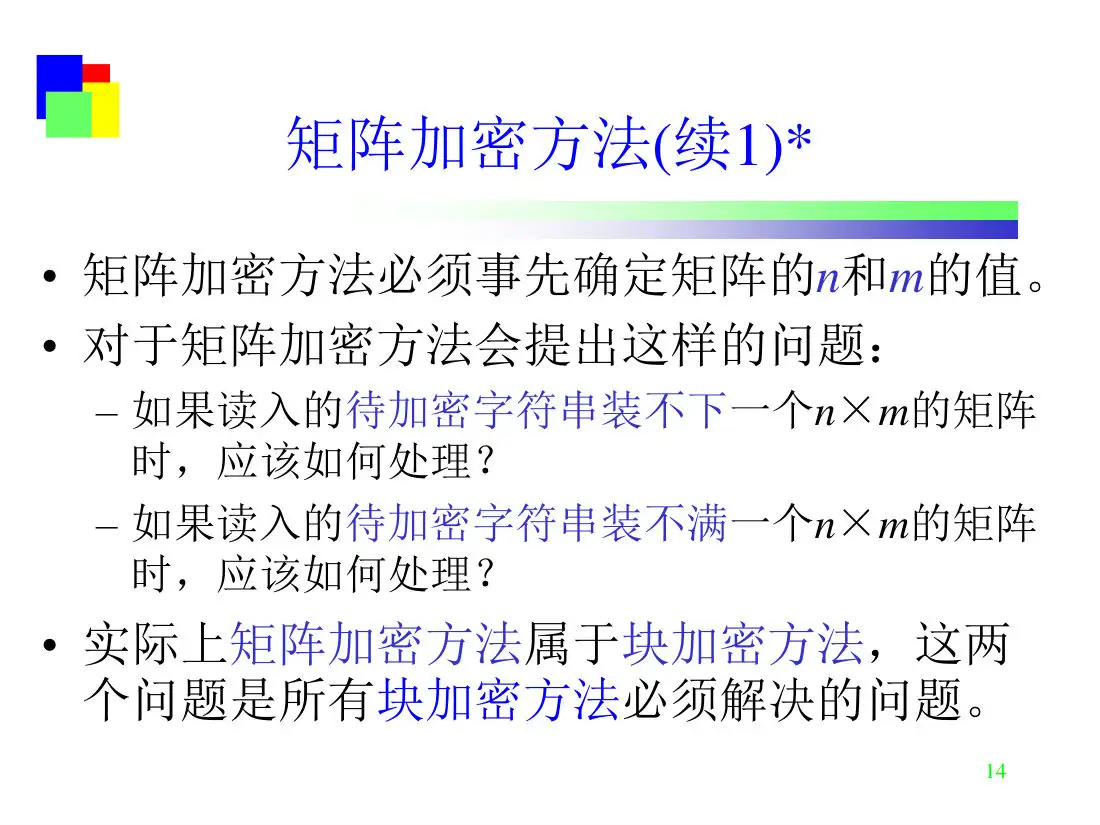 矩阵加密方法(续1)*
• 矩阵加密方法必须事先确定矩阵的n和m的值。
• 对于矩阵加密方法会提出这样的问题：
– 如果读入的待加密字符串装不下一个n×m的矩阵
时，应该如何处理？
– 如果读入的待加密字符串装不满一个n×m的矩阵
时，应该如何处理？
• 实际上矩阵加密方法属于块加密方法，这两
个问题是所有块加密方法必须解决的问题。
14